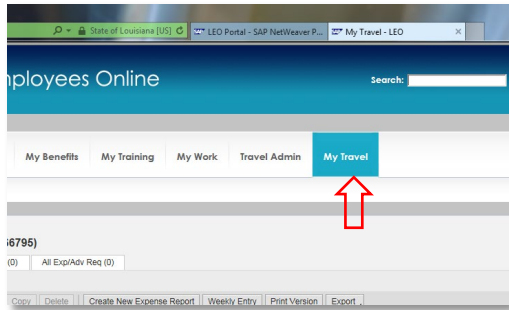 State of Louisiana [US] LEO Portal - SAP NetWeaver P... My Travel - LEO
Employees Online Search:
My Benefits My Training My Work Travel Admin My Travel
6795)
(0) All Exp/Adv Req (0)
Copy Delete Create New Expense Report Weekly Entry Print Version Export